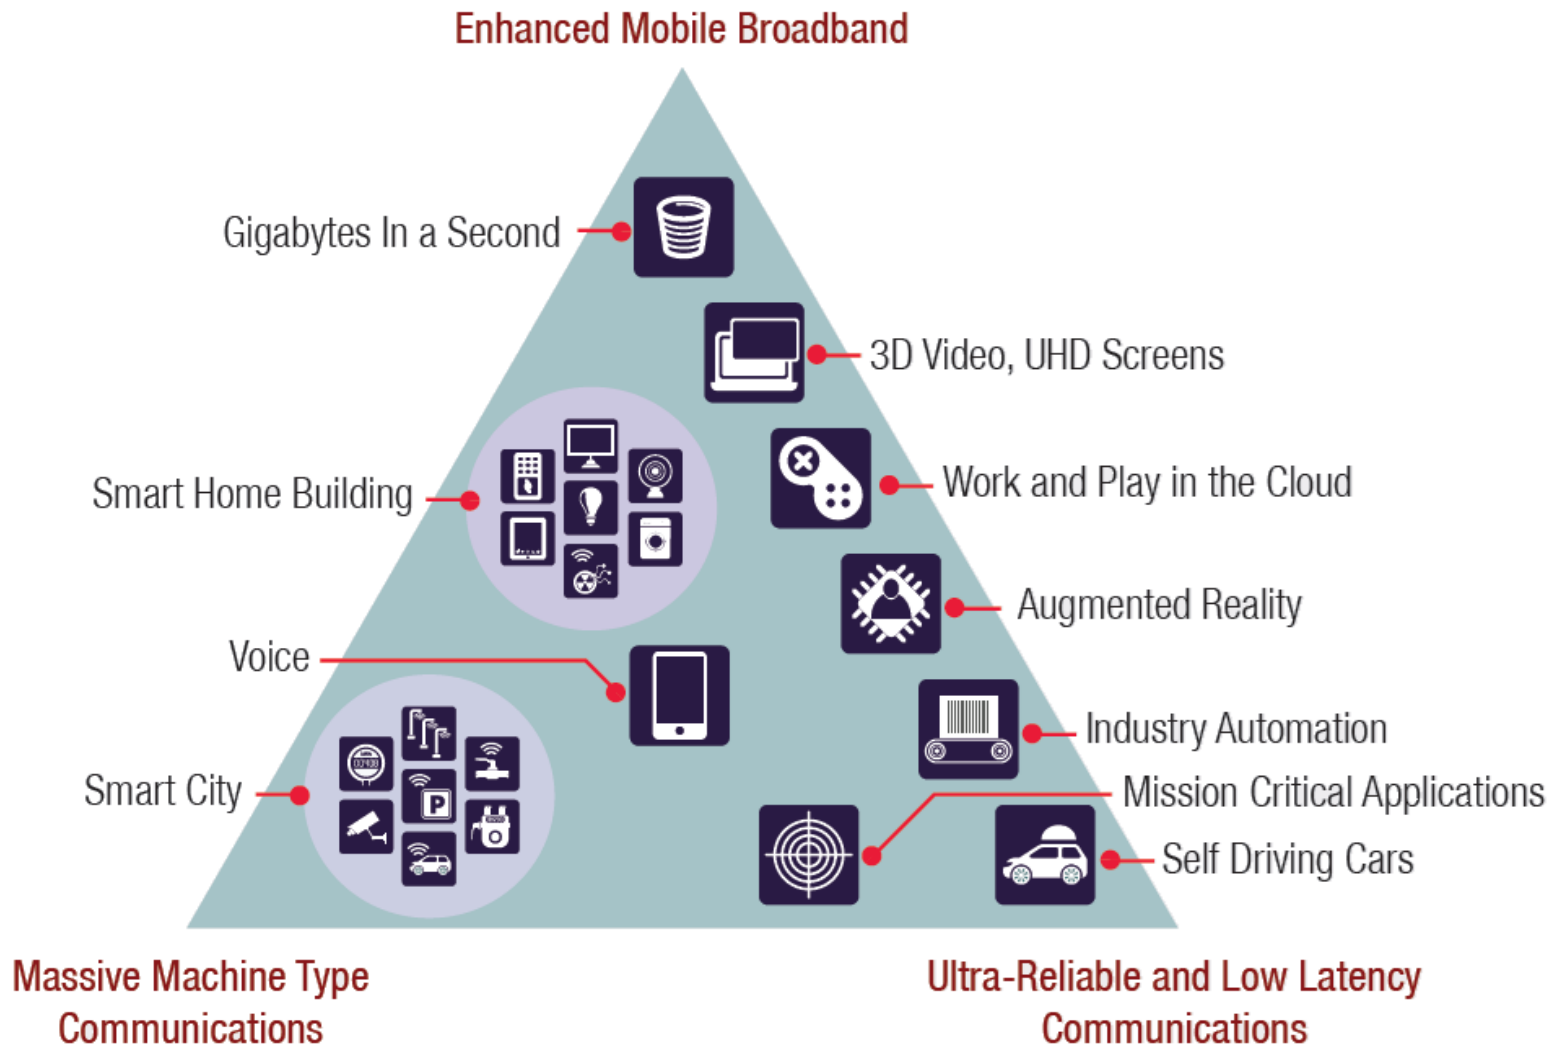 Enhanced Mobile Broadband
Gigabytes In a Second
3D Video, UHD Screens
Work and Play in the Cloud
Smart Home Building
Augmented Reality
Voice
Industry Automation
Smart City
Mission Critical Applications
P
Self Driving Cars
Massive Machine Type
Communications
Ultra-Reliable and Low Latency
Communications